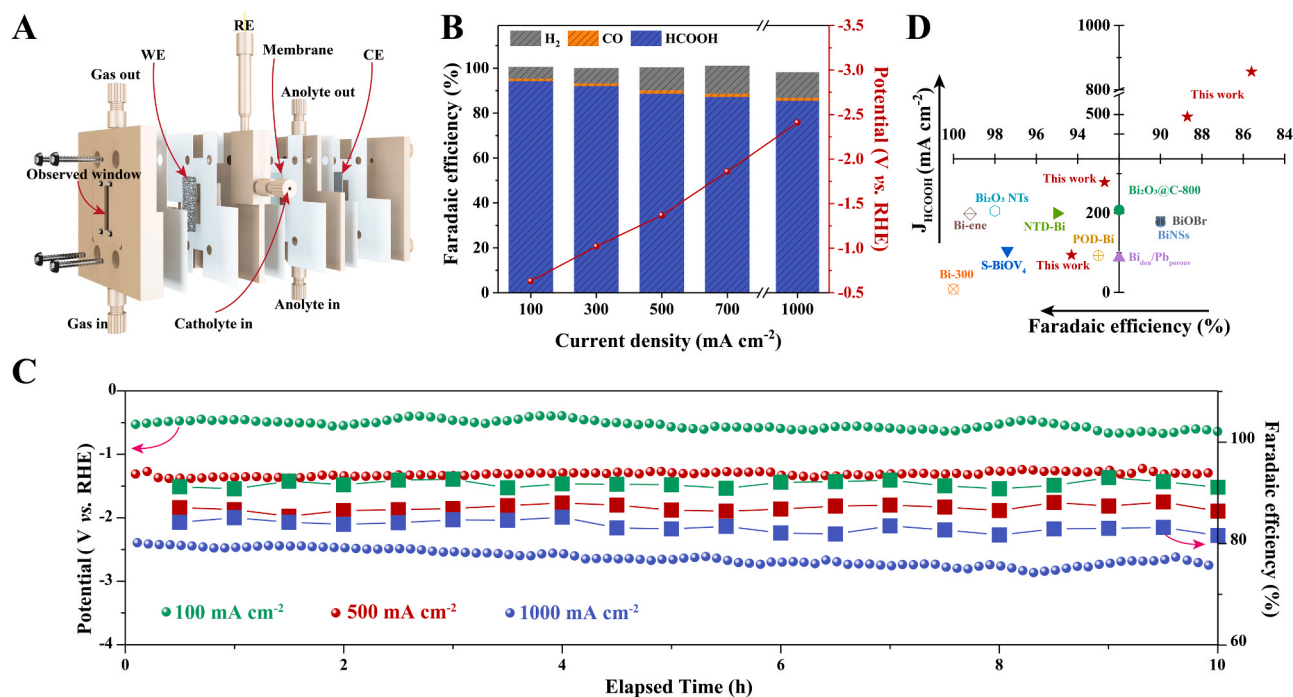 A
RE
WE
Membrane
CE
Gas out
Anolyte out
Observed window
Gas in
Catholyte in
Anolyte in
B
H₂ CO HCOOH
Faradaic efficiency (%)
100
80
60
40
20
0
Potential (V vs. RHE)
-3.5
-3.0
-2.5
-2.0
-1.5
-1.0
-0.5
100 300 500 700 1000
Current density (mA cm⁻²)
D
J_HCOOH (mA cm⁻²)
1000
800
500
200
0
100 98 96 94 92 90 88 86 84
This work
This work
This work
Bi₂O₃@C-800
Bi₂O₃ NTs
Bi-ene
NTD-Bi
BiOBr
BiNSs
POD-Bi
S-BiOV₄
Bi_den/Pb_porous
Bi-300
Faradaic efficiency (%)
C
Potential ( V vs. RHE)
0
-1
-2
-3
-4
100 mA cm⁻² 500 mA cm⁻² 1000 mA cm⁻²
0 2 4 6 8 10
Elapsed Time (h)
100
80
60
Faradaic effciency
(%)